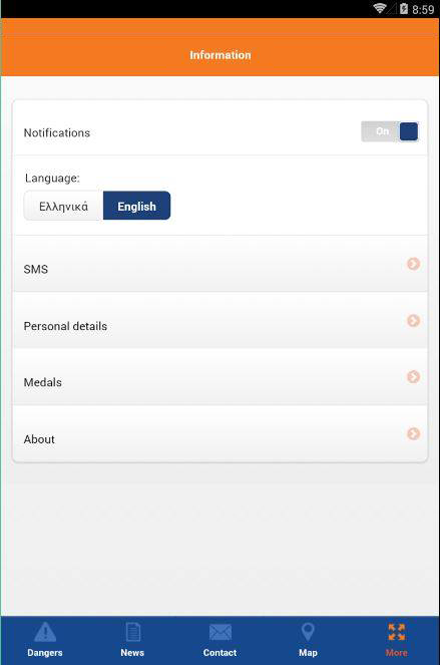 8:59
Information
Notifications
On
Language:
Ελληνικά English
SMS
Personal details
Medals
About
Dangers News Contact Map More